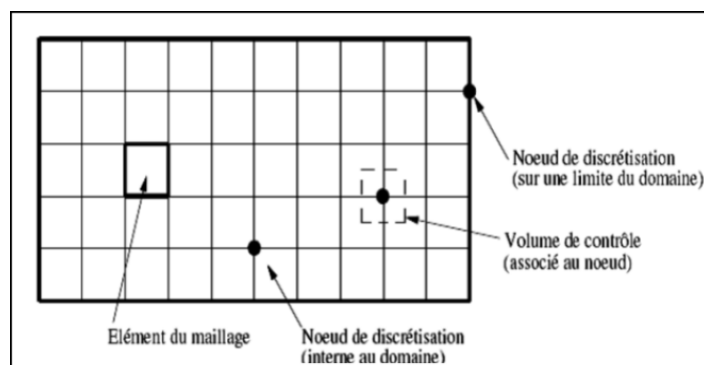 Noeud de discrétisation
(sur une limite du domaine)
Volume de contrôle
(associé au noeud)
Elément du maillage
Noeud de discrétisation
(interne au domaine)